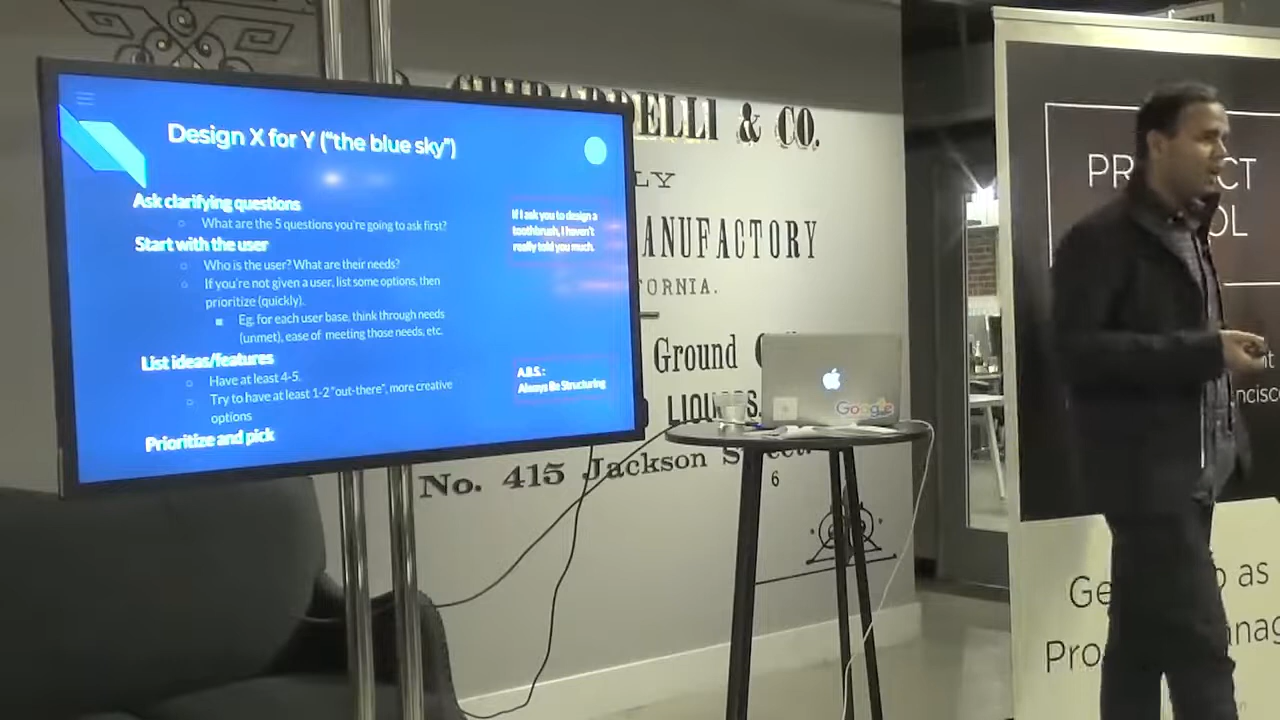 Design X for Y ("the blue sky")
Ask clarifying questions
What are the 5 questions you're going to ask first?
Start with the user
Who is the user? What are their needs?
If you're not given a user, list some options, then
prioritize (quickly).
Eg, for each user base, think through needs
(unmet), ease of meeting those needs, etc.
List ideas/features
Have at least 4-5.
Try to have at least 1-2 "out-there", more creative
options
Prioritize and pick
If I ask you to design a
toothbrush, I haven't
really told you much.
A.B.S.:
Always Be Structuring
& CO.
LY
ANUFACTORY
ORNIA.
Ground
LIQU
No. 415 Jackson
6
Google
PR CT
OL
nt
ncisc
Ge as
Pro nag